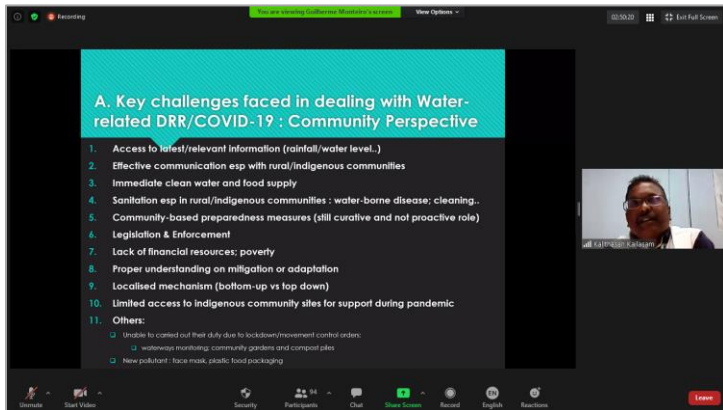 Recording
You are viewing Guilherme Monteiro's screen
View Options
02:50:20
Exit Full Screen
A. Key challenges faced in dealing with Water-
related DRR/COVID-19 : Community Perspective
1. Access to latest/relevant information (rainfall/water level..)
2. Effective communication esp with rural/indigenous communities
3. Immediate clean water and food supply
4. Sanitation esp in rural/indigenous communities : water-borne disease; cleaning..
5. Community-based preparedness measures (still curative and not proactive role)
6. Legislation & Enforcement
7. Lack of financial resources; poverty
8. Proper understanding on mitigation or adaptation
9. Localised mechanism (bottom-up vs top down)
10. Limited access to indigenous community sites for support during pandemic
11. Others:
Unable to carried out their duty due to lockdown/movement control orders:
waterways monitoring; community gardens and compost piles
New pollutant : face mask, plastic food packaging
Kalithasan Kailasam
Unmute
Start Video
Security
Participants
94
Chat
Share Screen
Record
EN
English
Reactions
Leave